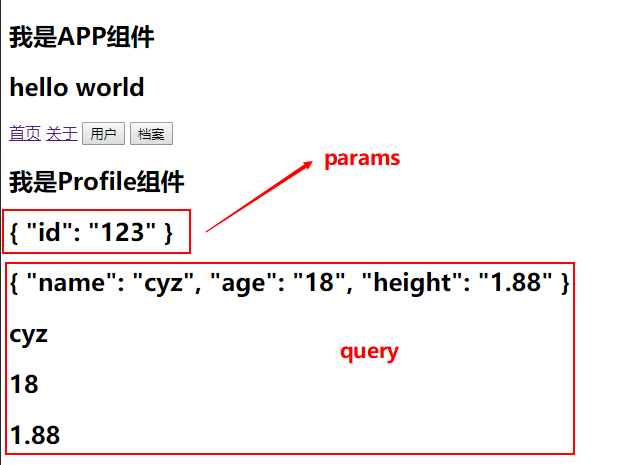 我是APP组件
hello world
首页 关于 用户 档案
params
我是Profile组件
{ "id": "123" }
{ "name": "cyz", "age": "18", "height": "1.88" }
cyz
query
18
1.88